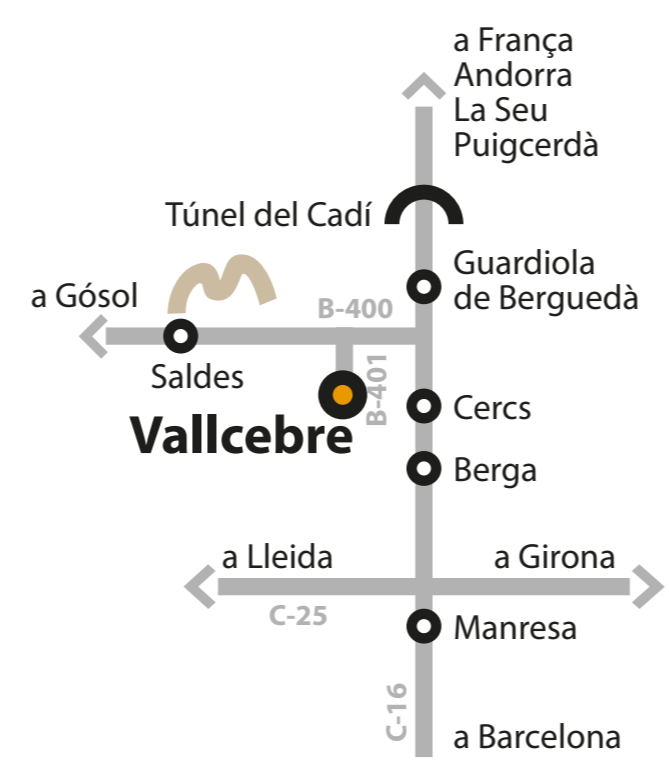 a França
Andorra
La Seu
Puigcerdà
Túnel del Cadí
Guardiola
de Berguedà
a Gósol
B-400
Saldes
B-401
Vallcebre
Cercs
Berga
a Lleida
a Girona
C-25
Manresa
C-16
a Barcelona